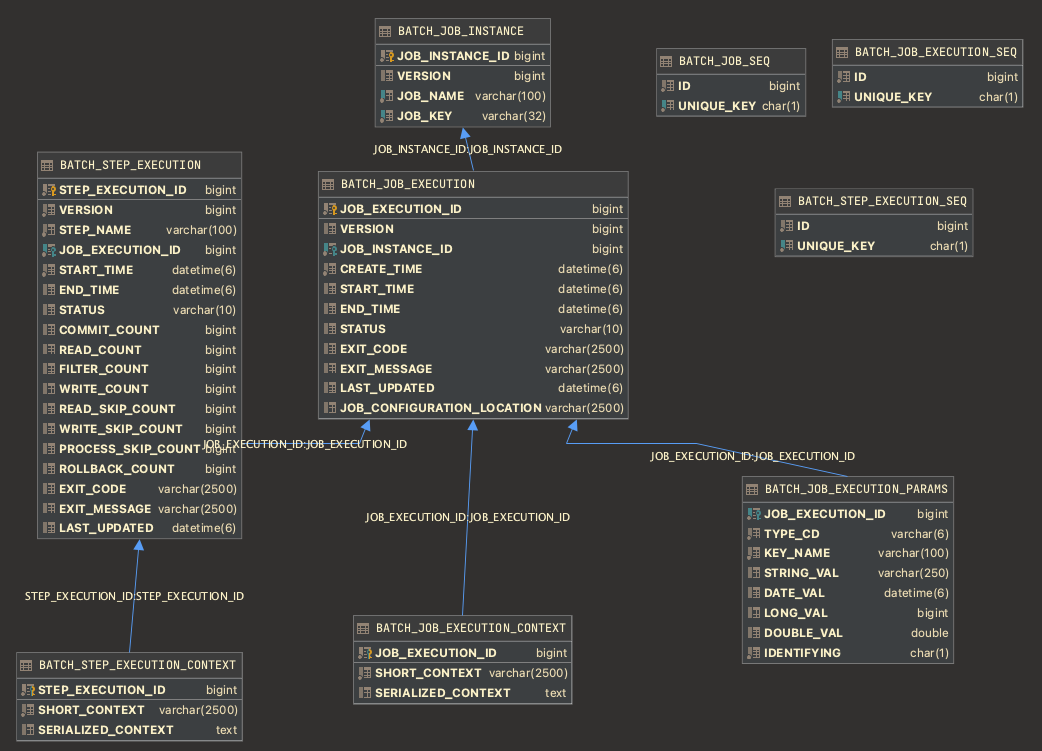 BATCH_JOB_INSTANCE
JOB_INSTANCE_ID bigint
VERSION bigint
JOB_NAME varchar(100)
JOB_KEY varchar(32)
BATCH_JOB_SEQ
ID bigint
UNIQUE_KEY char(1)
BATCH_JOB_EXECUTION_SEQ
ID bigint
UNIQUE_KEY char(1)
JOB_INSTANCE_ID:JOB_INSTANCE_ID
BATCH_STEP_EXECUTION
STEP_EXECUTION_ID bigint
VERSION bigint
STEP_NAME varchar(100)
JOB_EXECUTION_ID bigint
START_TIME datetime(6)
END_TIME datetime(6)
STATUS varchar(10)
COMMIT_COUNT bigint
READ_COUNT bigint
FILTER_COUNT bigint
WRITE_COUNT bigint
READ_SKIP_COUNT bigint
WRITE_SKIP_COUNT bigint
PROCESS_SKIP_COUNT bigint
ROLLBACK_COUNT bigint
EXIT_CODE varchar(2500)
EXIT_MESSAGE varchar(2500)
LAST_UPDATED datetime(6)
BATCH_JOB_EXECUTION
JOB_EXECUTION_ID bigint
VERSION bigint
JOB_INSTANCE_ID bigint
CREATE_TIME datetime(6)
START_TIME datetime(6)
END_TIME datetime(6)
STATUS varchar(10)
EXIT_CODE varchar(2500)
EXIT_MESSAGE varchar(2500)
LAST_UPDATED datetime(6)
JOB_CONFIGURATION_LOCATION varchar(2500)
BATCH_STEP_EXECUTION_SEQ
ID bigint
UNIQUE_KEY char(1)
JOB_EXECUTION_ID:JOB_EXECUTION_ID
JOB_EXECUTION_ID:JOB_EXECUTION_ID
JOB_EXECUTION_ID:JOB_EXECUTION_ID
BATCH_JOB_EXECUTION_PARAMS
JOB_EXECUTION_ID bigint
TYPE_CD varchar(6)
KEY_NAME varchar(100)
STRING_VAL varchar(250)
DATE_VAL datetime(6)
LONG_VAL bigint
DOUBLE_VAL double
IDENTIFYING char(1)
STEP_EXECUTION_ID:STEP_EXECUTION_ID
BATCH_STEP_EXECUTION_CONTEXT
STEP_EXECUTION_ID bigint
SHORT_CONTEXT varchar(2500)
SERIALIZED_CONTEXT text
BATCH_JOB_EXECUTION_CONTEXT
JOB_EXECUTION_ID bigint
SHORT_CONTEXT varchar(2500)
SERIALIZED_CONTEXT text